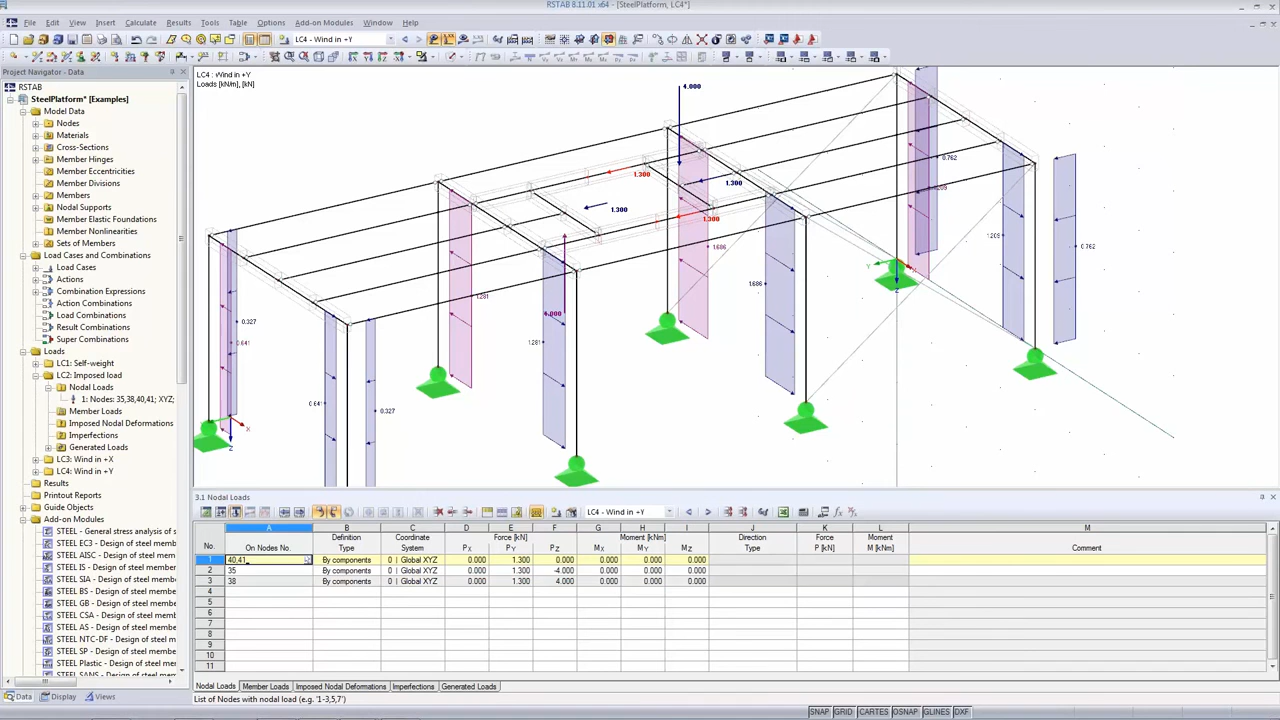 RSTAB 8.11.01 x64 - [SteelPlatform, LC4*]
File Edit View Insert Calculate Results Tools Table Options Add-on Modules Window Help
LC4 - Wind in +Y
Project Navigator - Data
RSTAB
SteelPlatform* [Examples]
Model Data
Nodes
Materials
Cross-Sections
Member Hinges
Member Eccentricities
Member Divisions
Members
Nodal Supports
Member Elastic Foundations
Member Nonlinearities
Sets of Members
Load Cases and Combinations
Load Cases
Actions
Combination Expressions
Action Combinations
Load Combinations
Result Combinations
Super Combinations
Loads
LC1: Self-weight
LC2: Imposed load
Nodal Loads
1: Nodes: 35,38,40,41; XYZ;
Member Loads
Imposed Nodal Deformations
Imperfections
Generated Loads
LC3: Wind in +X
LC4: Wind in +Y
Results
Printout Reports
Guide Objects
Add-on Modules
STEEL - General stress analysis of s
STEEL EC3 - Design of steel memb
STEEL AISC - Design of steel mem
STEEL IS - Design of steel membe
STEEL SIA - Design of steel memb
STEEL BS - Design of steel membe
STEEL GB - Design of steel membe
STEEL CSA - Design of steel mem
STEEL AS - Design of steel membe
STEEL NTC-DF - Design of steel m
STEEL SP - Design of steel membe
STEEL Plastic - Design of steel me
STEEL SANS - Design of steel mem
Data Display Views
LC4 : Wind in +Y
Loads [kN/m], [kN]
4.000
0.762
1.300
1.300
1.300
1.300
1.209
0.762
1.686
1.686
1.281
4.000
1.281
0.327
0.641
0.641
0.327
Y
X
Z
X
Z
3.1 Nodal Loads
LC4 - Wind in +Y
A B C D E F G H I J K L M
No. On Nodes No. Definition Type Coordinate System Force [kN] PX PY PZ Moment [kNm] MX MY MZ Direction Type Force P [kN] Moment M [kNm] Comment
1 40,41 By components 0 | Global XYZ 0.000 1.300 0.000 0.000 0.000 0.000
2 35 By components 0 | Global XYZ 0.000 1.300 -4.000 0.000 0.000 0.000
3 38 By components 0 | Global XYZ 0.000 1.300 4.000 0.000 0.000 0.000
4
5
6
7
8
9
10
11
Nodal Loads Member Loads Imposed Nodal Deformations Imperfections Generated Loads
List of Nodes with nodal load (e.g. '1-3,5,7')
SNAP GRID CARTES OSNAP GLINES DXF